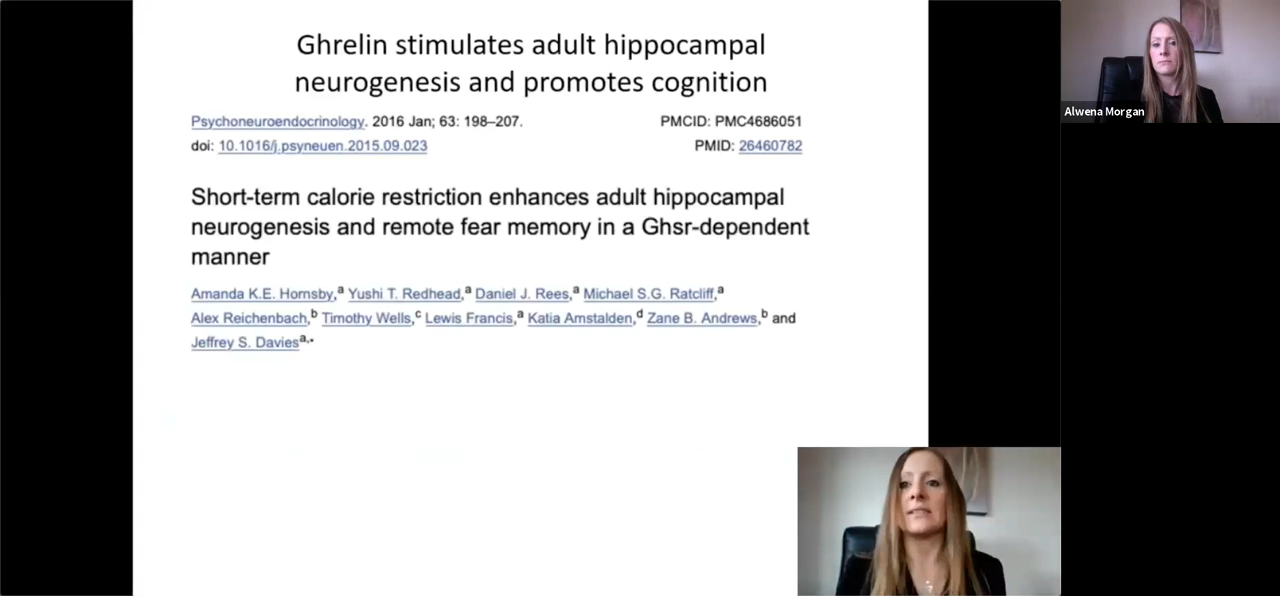 Ghrelin stimulates adult hippocampal
neurogenesis and promotes cognition
Psychoneuroendocrinology. 2016 Jan; 63: 198–207.
PMCID: PMC4686051
doi: 10.1016/j.psyneuen.2015.09.023
PMID: 26460782
Short-term calorie restriction enhances adult hippocampal
neurogenesis and remote fear memory in a Ghsr-dependent
manner
Amanda K.E. Hornsby,a Yushi T. Redhead,a Daniel J. Rees,a Michael S.G. Ratcliff,a
Alex Reichenbach,b Timothy Wells,c Lewis Francis,a Katia Amstalden,d Zane B. Andrews,b and
Jeffrey S. Daviesa,*
Alwena Morgan